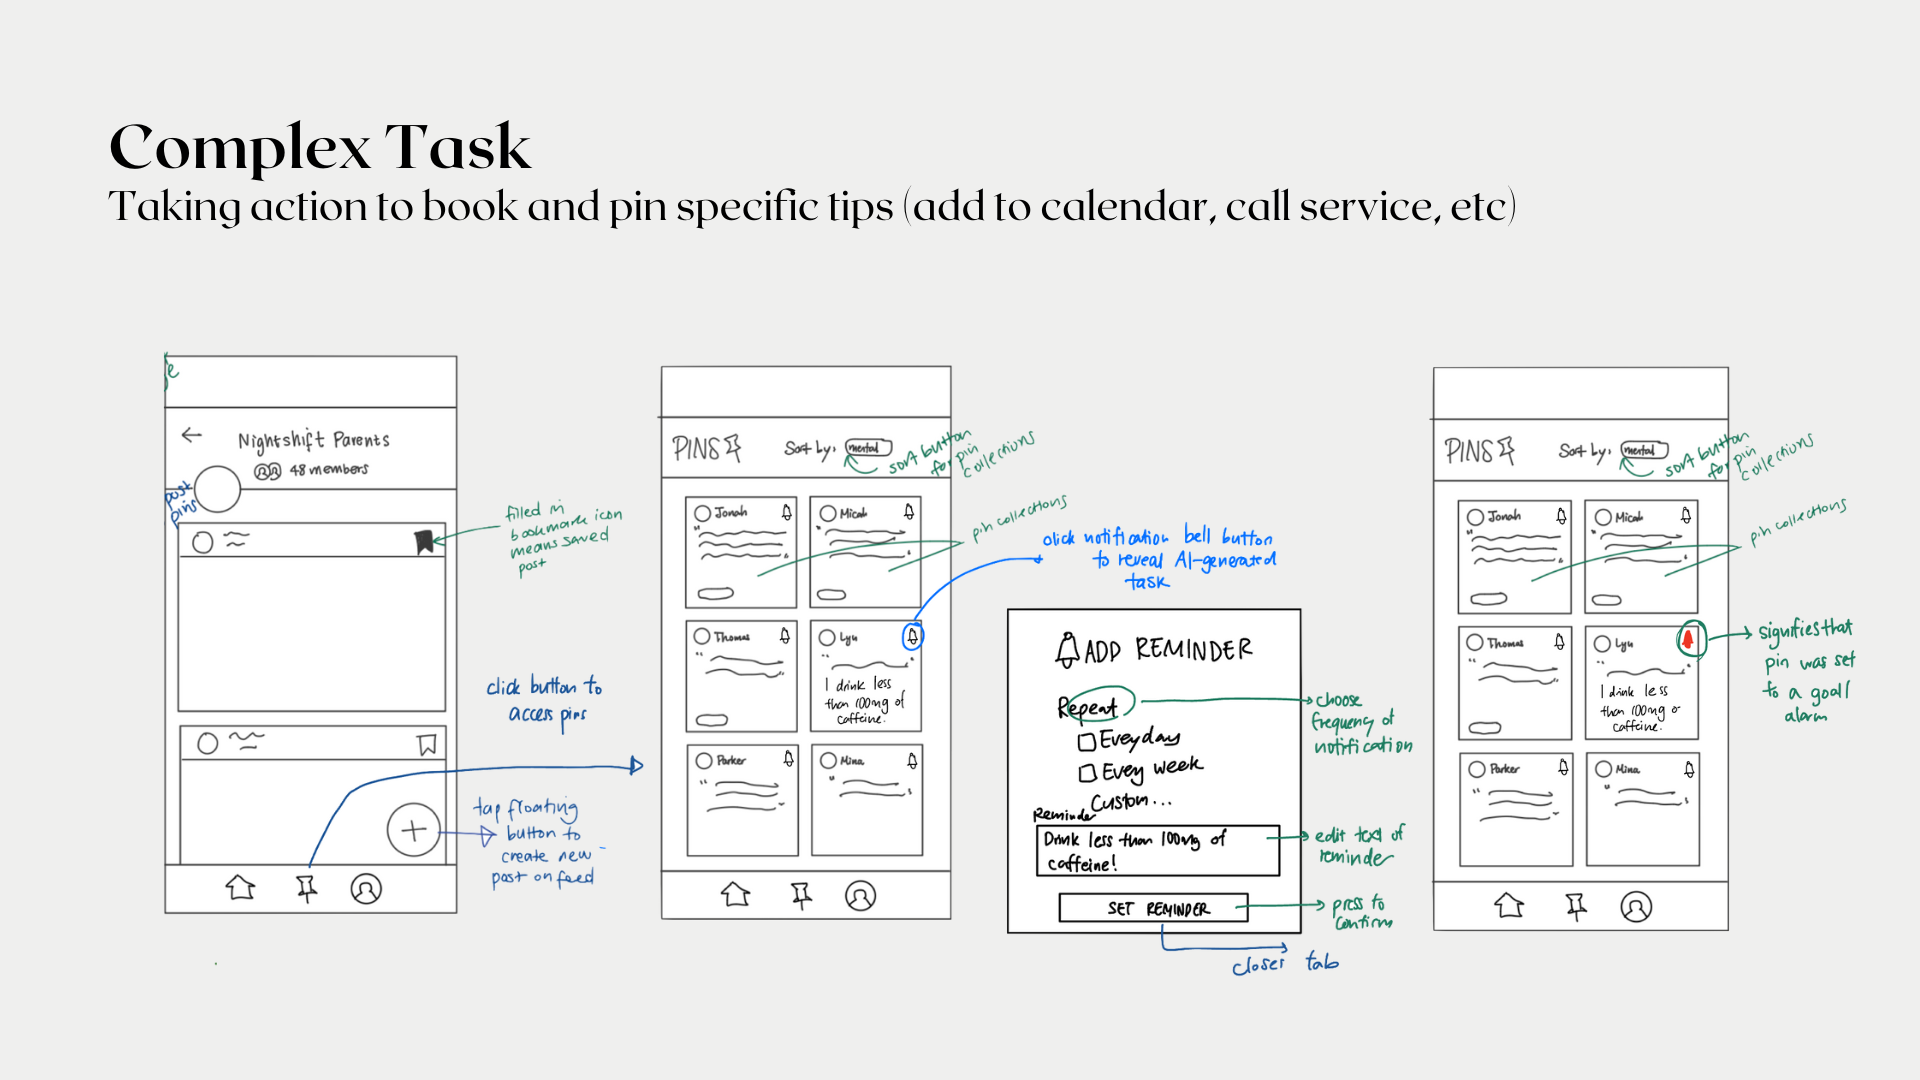 Complex Task
Taking action to book and pin specific tips (add to calendar, call service, etc)
Nightshift Parents
48 members
post
pins
filled in
bookmark icon
means saved
post
click button to
access pins
tap floating
button to
create new
post on feed
PINS
Sort by:
mental
sort button
for pin
collections
Jonah
Micah
pin collections
Thomas
Lyn
I drink less
than 100mg of
caffeine.
Parker
Mina
click notification bell button
to reveal AI-generated
task
ADD REMINDER
Repeat
Everyday
Every week
Custom...
Reminder
Drink less than 100mg of
caffeine!
SET REMINDER
choose
frequency of
notification
edit text of
reminder
press to
confirm
closes tab
PINS
Sort by:
mental
sort button
for pin
collections
Jonah
Micah
pin collections
Thomas
Lyn
I drink less
than 100mg o
caffeine.
Parker
Mina
signifies that
pin was set
to a goal/
alarm